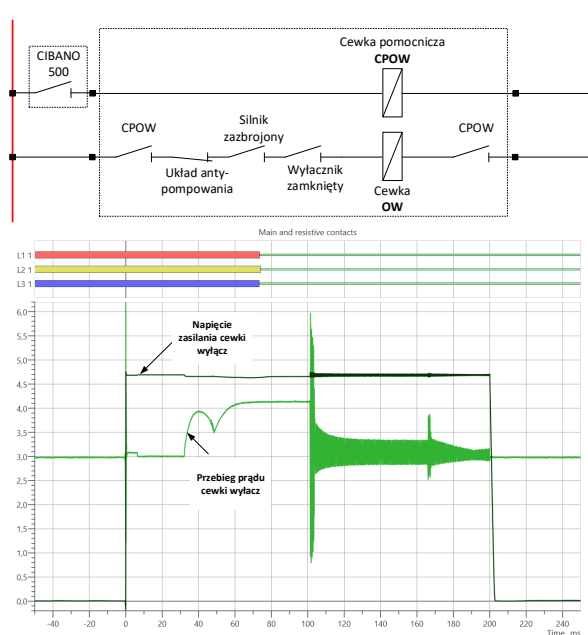 Cewka pomocnicza
CPOW
CIBANO
500
Silnik
zazbrojony
CPOW
CPOW
Układ anty-
pompowania
Wyłacznik
zamknięty
Cewka
OW
Main and resistive contacts
L1 1
L2 1
L3 1
6,0
5,5
5,0
4,5
4,0
3,5
3,0
2,5
2,0
1,5
1,0
0,5
0,0
Napięcie
zasilania cewki
wyłącz
Przebieg prądu
cewki wyłacz
-40 -20 0 20 40 60 80 100 120 140 160 180 200 220 240
Time, ms